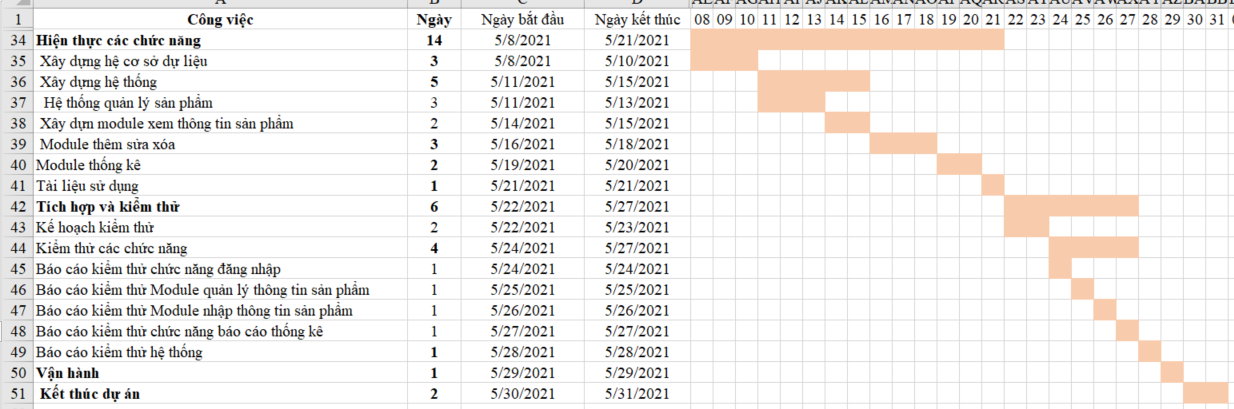 A B C D
1 Công việc Ngày Ngày bắt đầu Ngày kết thúc 08 09 10 11 12 13 14 15 16 17 18 19 20 21 22 23 24 25 26 27 28 29 30 31
34 Hiện thực các chức năng 14 5/8/2021 5/21/2021
35 Xây dựng hệ cơ sở dự liệu 3 5/8/2021 5/10/2021
36 Xây dựng hệ thống 5 5/11/2021 5/15/2021
37 Hệ thống quản lý sản phẩm 3 5/11/2021 5/13/2021
38 Xây dựn module xem thông tin sản phẩm 2 5/14/2021 5/15/2021
39 Module thêm sửa xóa 3 5/16/2021 5/18/2021
40 Module thống kê 2 5/19/2021 5/20/2021
41 Tài liệu sử dụng 1 5/21/2021 5/21/2021
42 Tích hợp và kiểm thử 6 5/22/2021 5/27/2021
43 Kế hoạch kiểm thử 2 5/22/2021 5/23/2021
44 Kiểm thử các chức năng 4 5/24/2021 5/27/2021
45 Báo cáo kiểm thử chức năng đăng nhập 1 5/24/2021 5/24/2021
46 Báo cáo kiểm thử Module quản lý thông tin sản phẩm 1 5/25/2021 5/25/2021
47 Báo cáo kiểm thử Module nhập thông tin sản phẩm 1 5/26/2021 5/26/2021
48 Báo cáo kiểm thử chức năng báo cáo thống kê 1 5/27/2021 5/27/2021
49 Báo cáo kiểm thử hệ thống 1 5/28/2021 5/28/2021
50 Vận hành 1 5/29/2021 5/29/2021
51 Kết thúc dự án 2 5/30/2021 5/31/2021